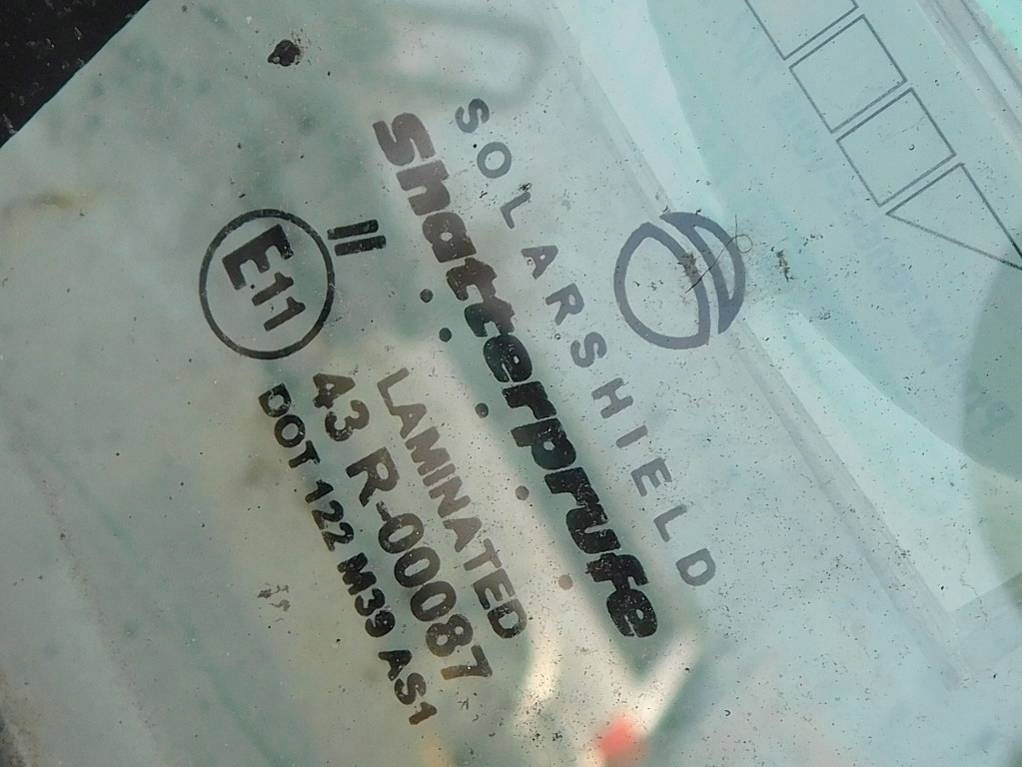 SOLARSHIELD
Shatterprufe
II
E11
LAMINATED
43 R-00087
DOT 122 M39 AS1